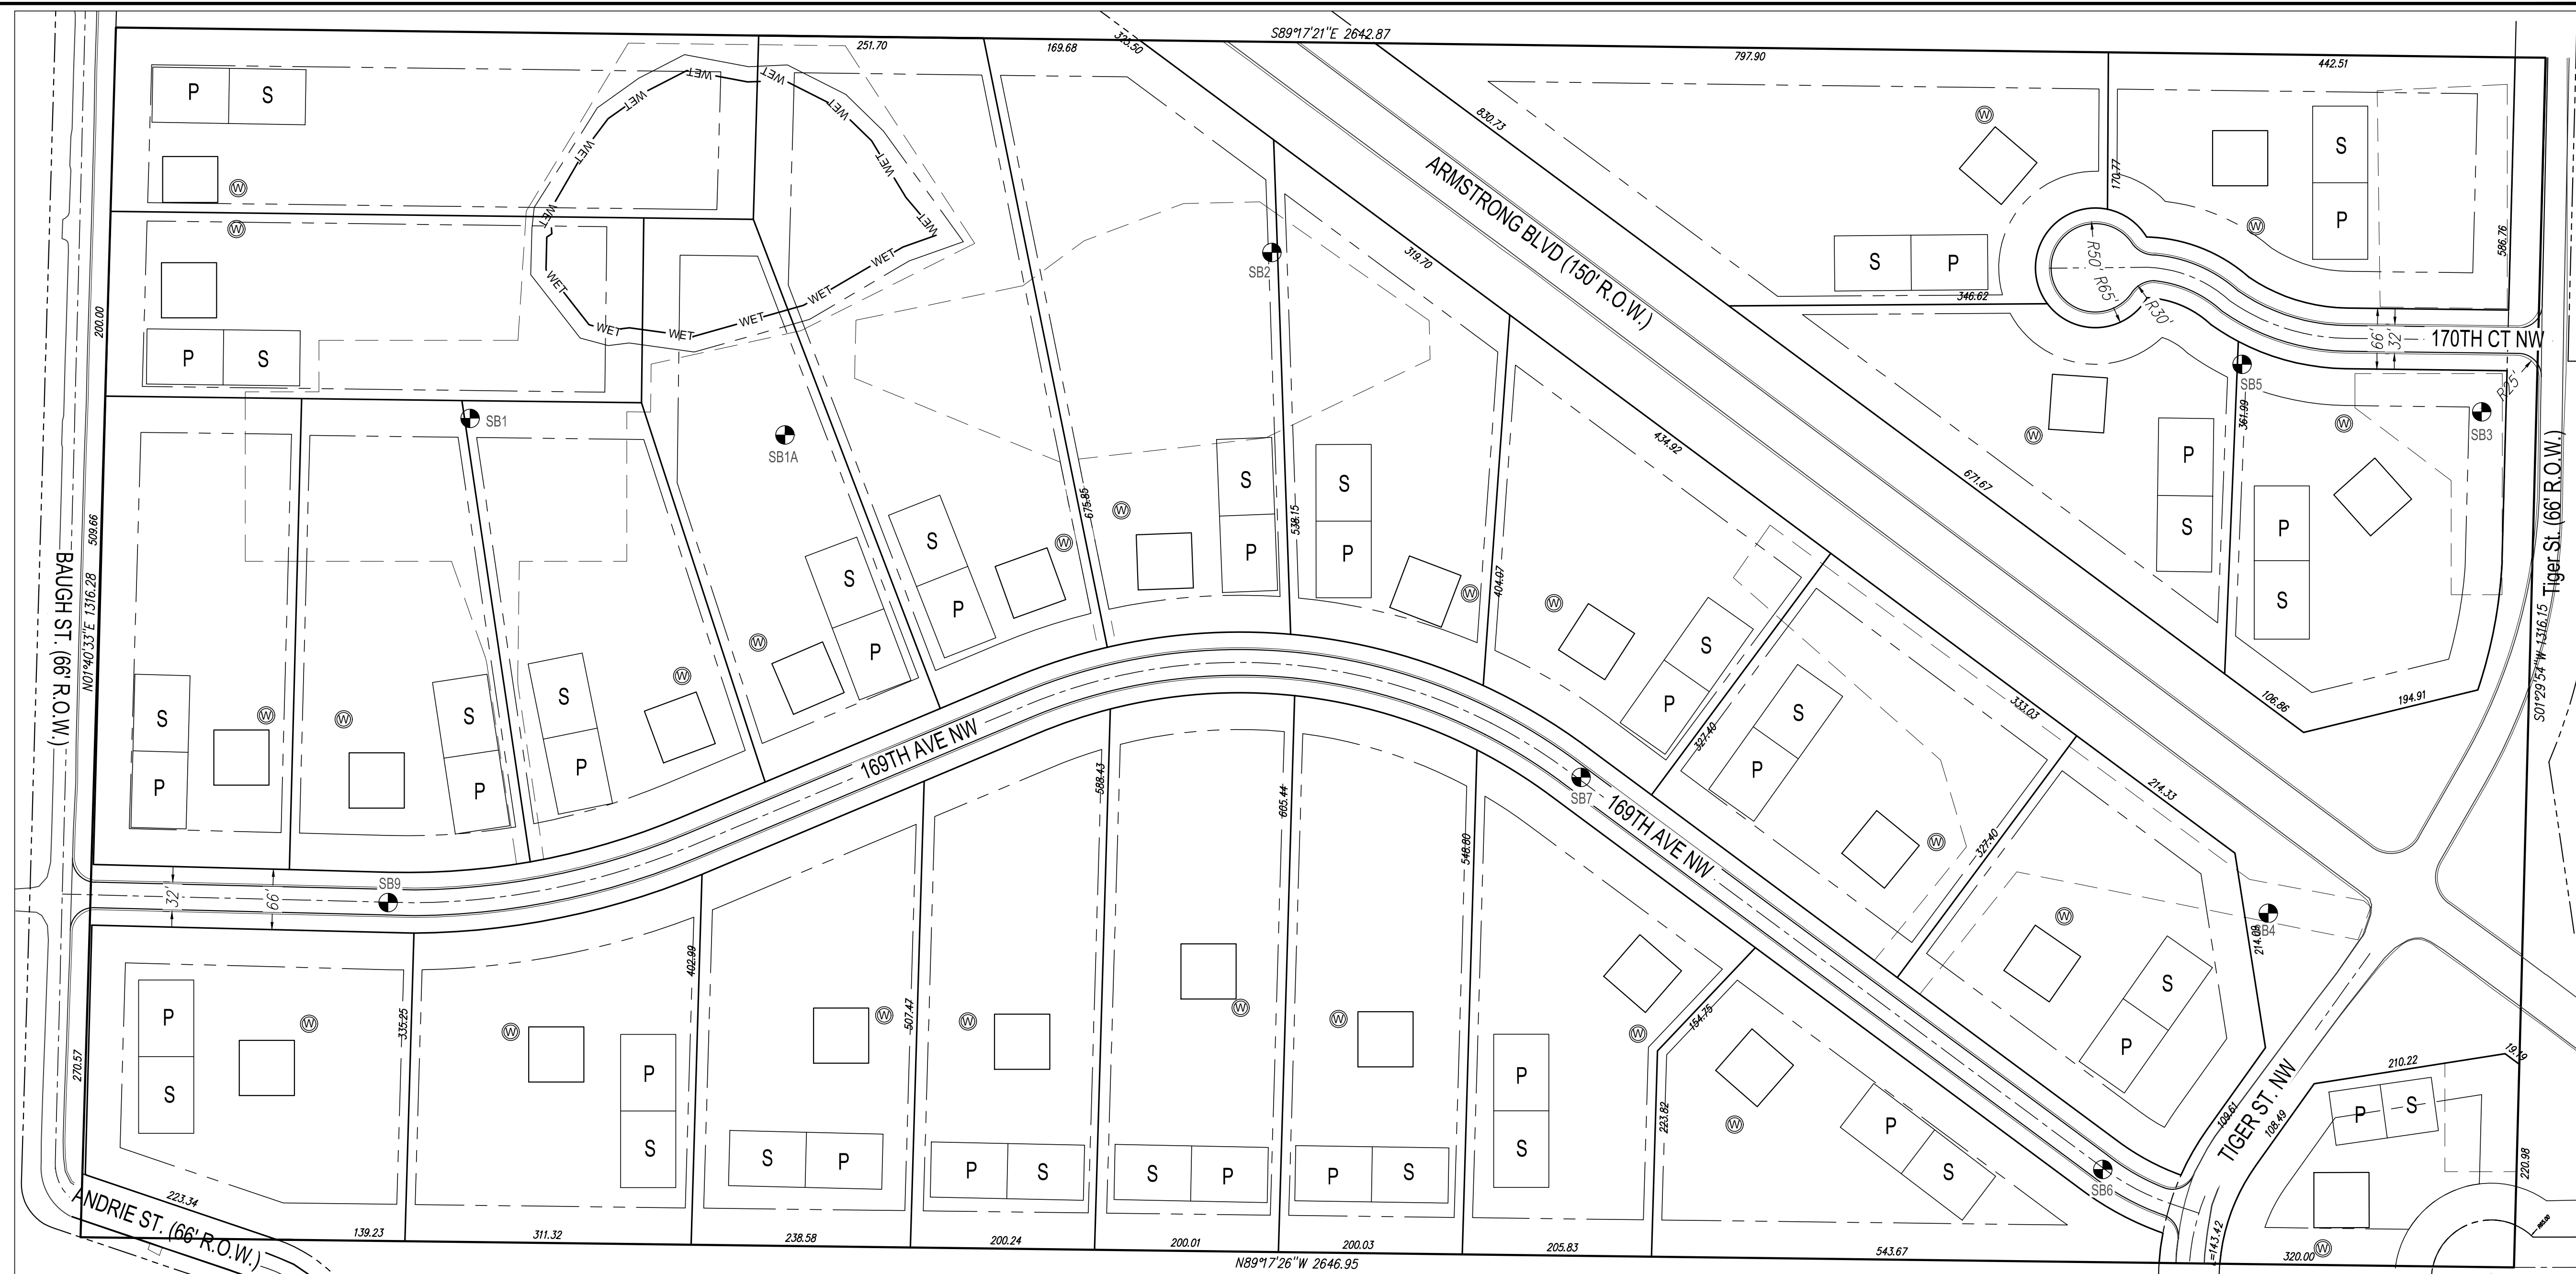 S89°17'21"E 2642.87
251.70
169.68
325.50
797.90
442.51
P S
WET WET WET WET WET WET WET WET
WET WET WET WET WET WET WET
W
W
830.73
170.77
W
S
P
W
586.76
ARMSTRONG BLVD (150' R.O.W.)
319.70
SB2
S P
346.62
R50'
R65'
R30'
66'
32'
170TH CT NW
R25'
200.00
P S
SB1
SB1A
SB5
361.99
W
W
SB3
434.92
671.67
P
S
P
S
Tiger St. (66' R.O.W.)
509.66
N01°40'33"E 1316.28
BAUGH ST. (66' R.O.W.)
675.85
538.15
404.07
W
S
P
S
P
S
P
S
P
W
W
W
W
S01°29'54"W 1316.15
106.86
194.91
S
P
W
W
S
P
S
P
W
S
P
327.40
S
P
333.03
W
327.40
214.33
169TH AVE NW
588.43
605.44
548.80
SB7
169TH AVE NW
32'
66'
SB9
402.99
335.25
507.47
270.57
P
S
W
W
P
S
W
S P
W
P S
W
S P
W
P S
W
P
S
154.75
223.82
W
P
S
W
S
P
214.09
SB4
109.61
TIGER ST. NW
108.49
SB6
210.22
19.79
P S
220.98
W
320.00
L=143.42
223.34
ANDRIE ST. (66' R.O.W.)
139.23
311.32
238.58
200.24
200.01
200.03
205.83
543.67
N89°17'26"W 2646.95